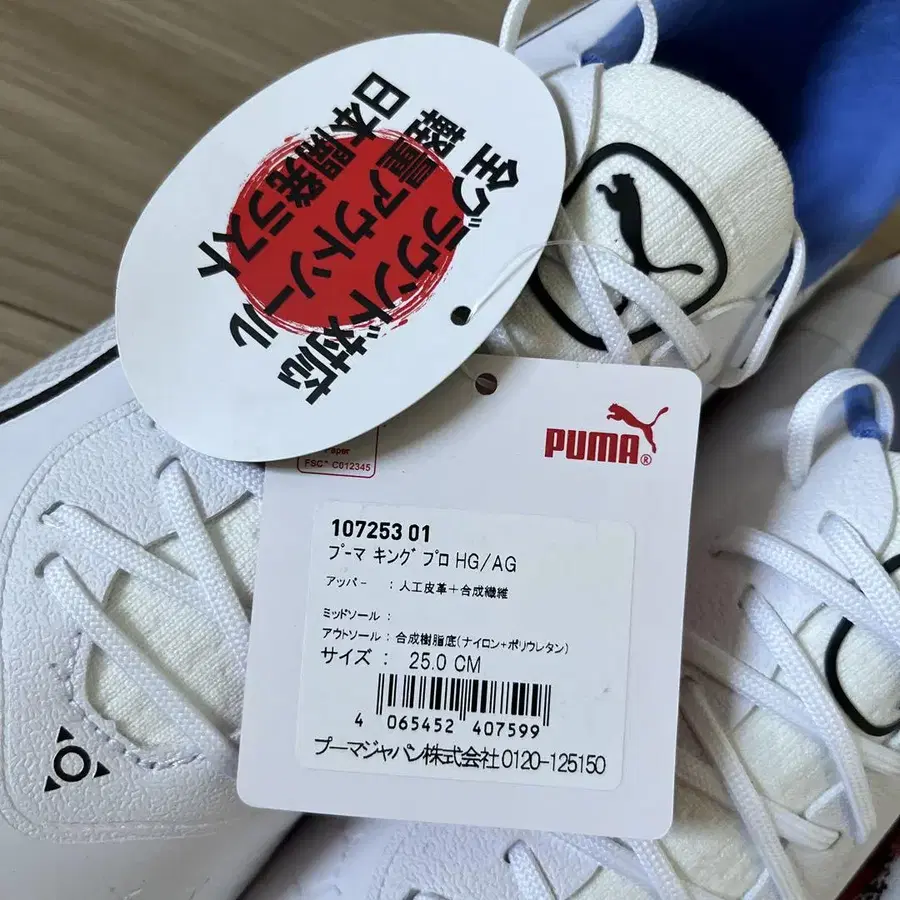 全グラウンド対応
軽量アウトソール
日本開発ラスト
Paper
FSC® C012345
PUMA®
107253 01
プーマ キング プロ HG/AG
アッパー : 人工皮革+合成繊維
ミッドソール :
アウトソール : 合成樹脂底(ナイロン+ポリウレタン)
サイズ : 25.0 CM
4 065452 407599
プーマジャパン株式会社 0120-125150